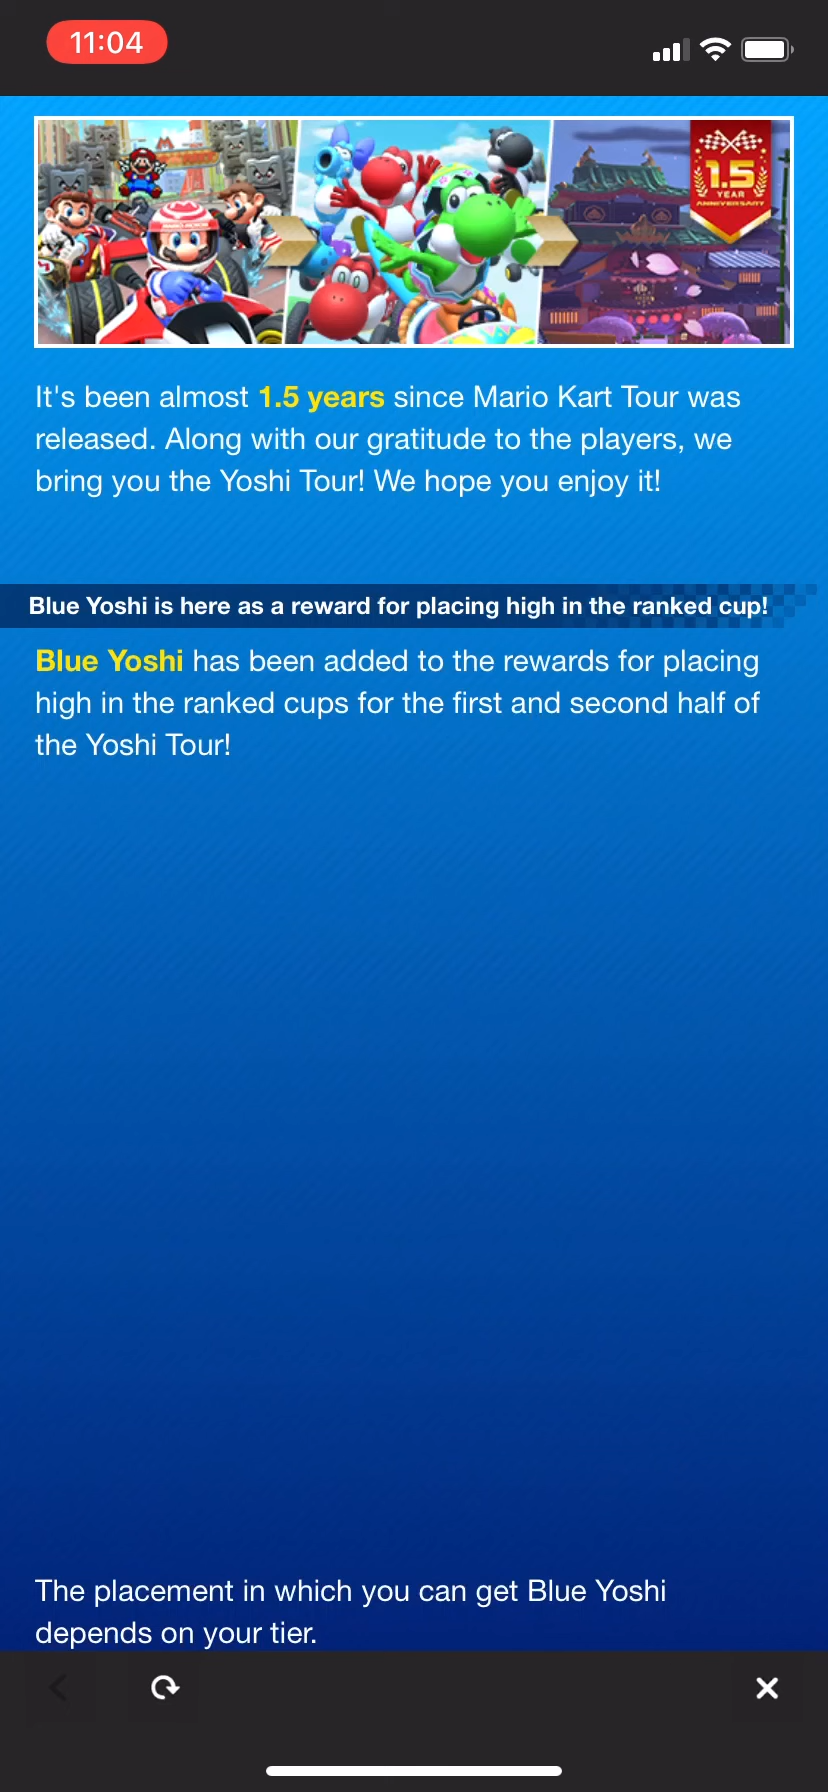 11:04
1.5
YEAR
ANNIVERSARY
It's been almost 1.5 years since Mario Kart Tour was
released. Along with our gratitude to the players, we
bring you the Yoshi Tour! We hope you enjoy it!
Blue Yoshi is here as a reward for placing high in the ranked cup!
Blue Yoshi has been added to the rewards for placing
high in the ranked cups for the first and second half of
the Yoshi Tour!
The placement in which you can get Blue Yoshi
depends on your tier.